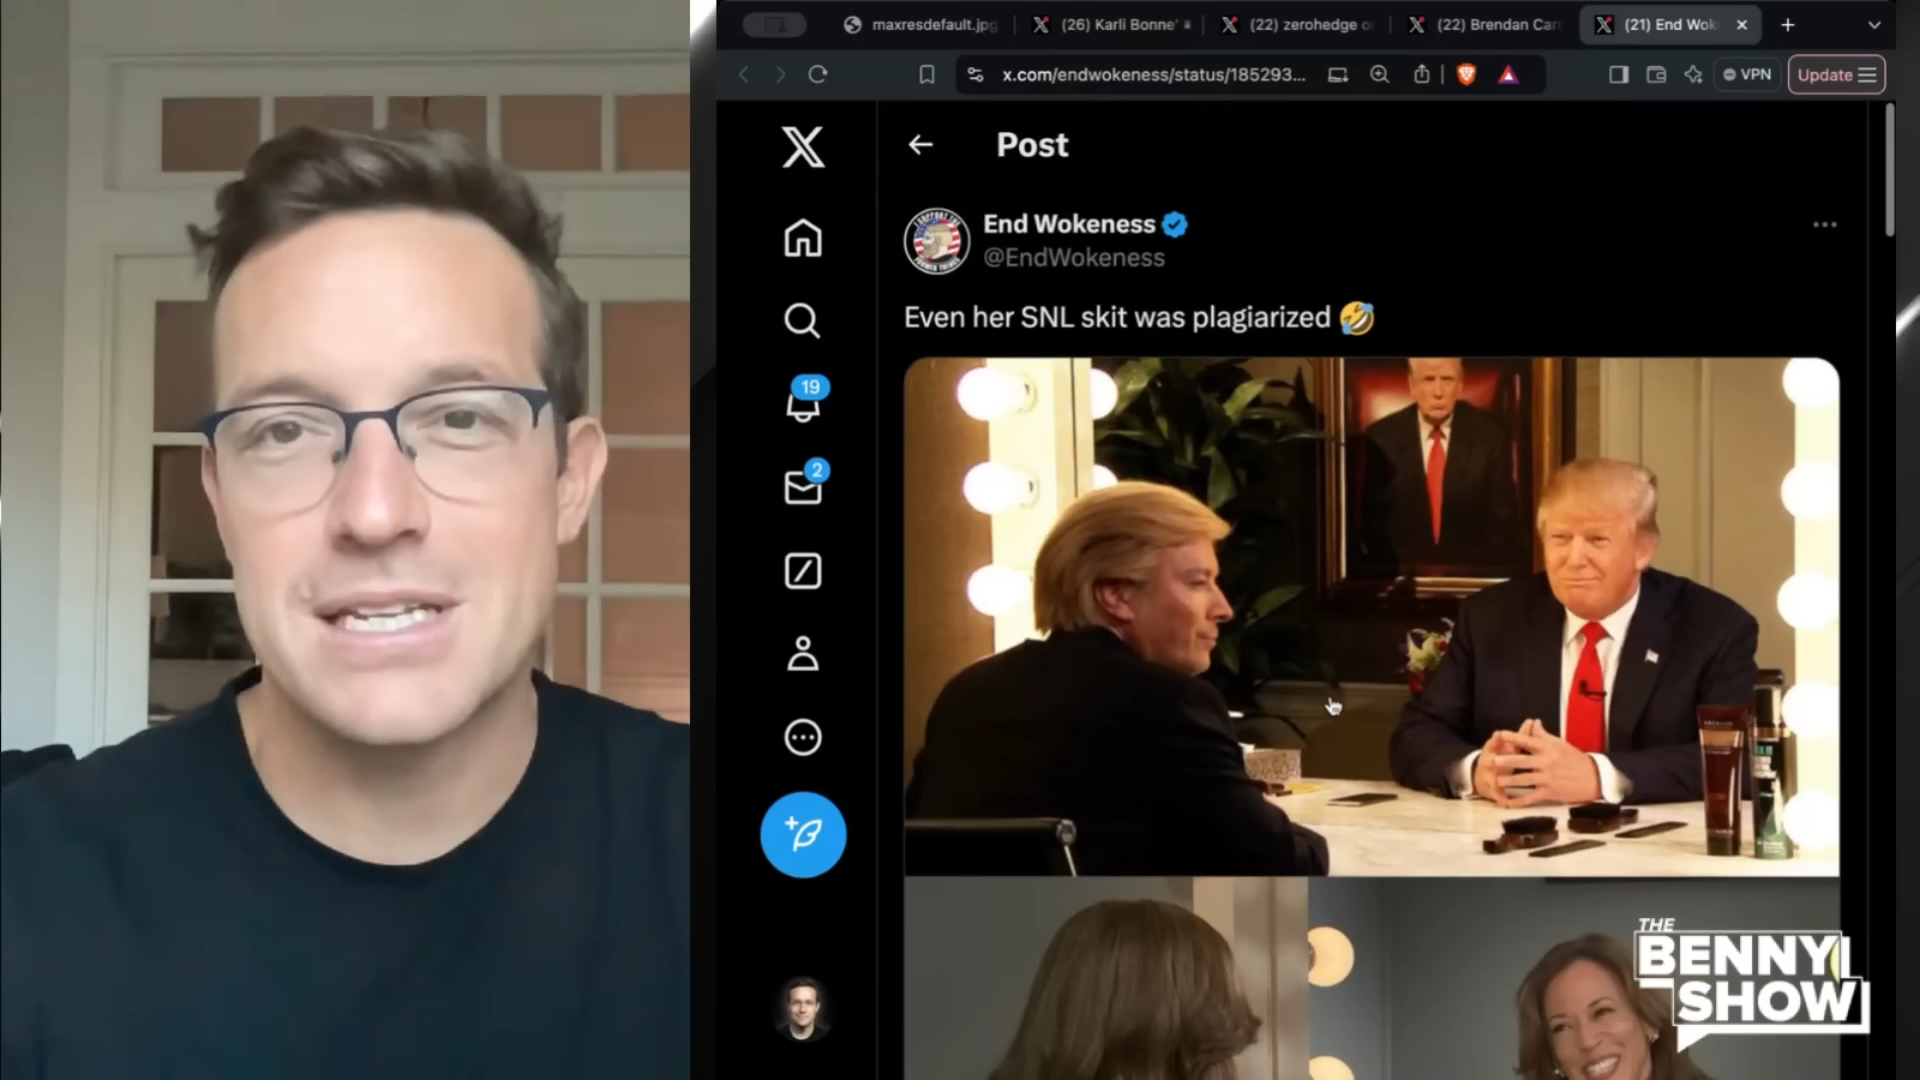 maxresdefault.jpg
(26) Karli Bonne'
(22) zerohedge o
(22) Brendan Car
(21) End Wok
x.com/endwokeness/status/185293...
VPN
Update
Post
End Wokeness
@EndWokeness
Even her SNL skit was plagiarized 🤣
19
2
THE
BENNY
SHOW